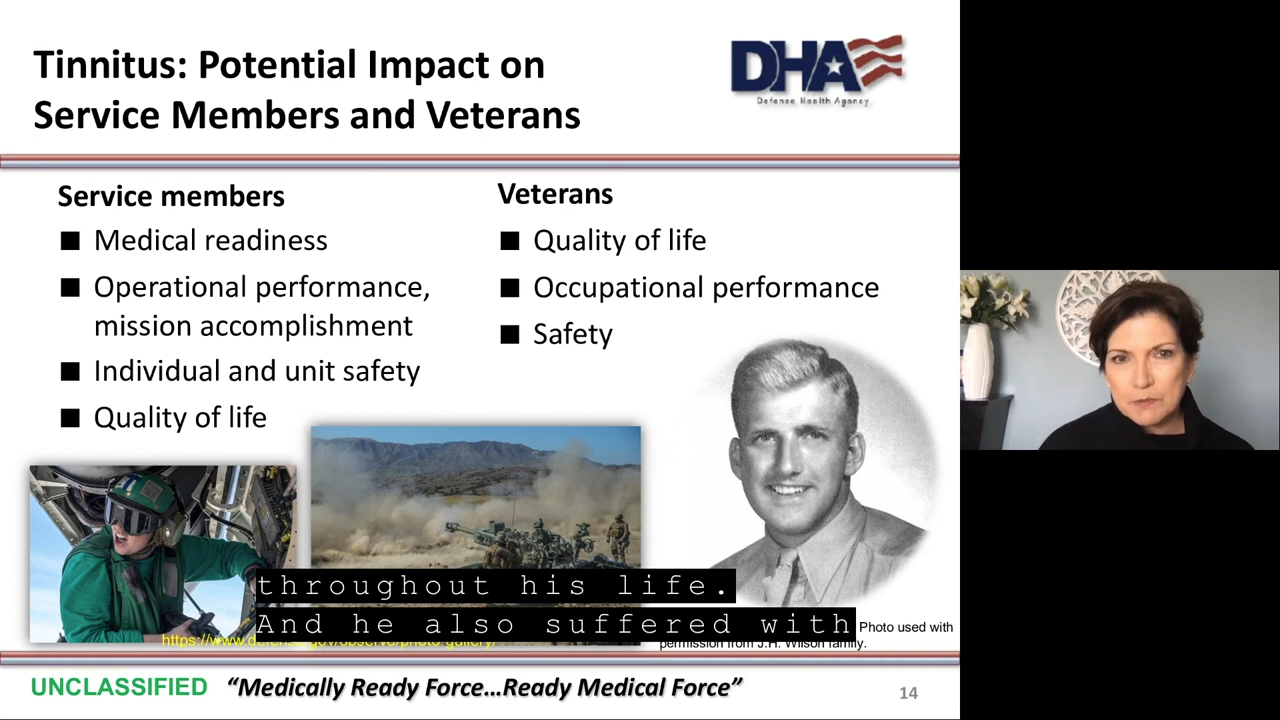 Tinnitus: Potential Impact on
Service Members and Veterans
DHA
Defense Health Agency
Service members
■ Medical readiness
■ Operational performance,
mission accomplishment
■ Individual and unit safety
■ Quality of life
Veterans
■ Quality of life
■ Occupational performance
■ Safety
throughout his life.
And he also suffered with
Photo used with
permission from J.H. Wilson family.
UNCLASSIFIED
“Medically Ready Force…Ready Medical Force”
14